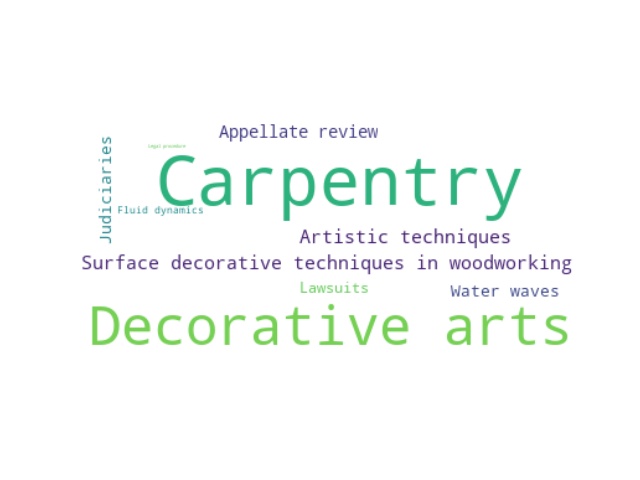 Appellate review
Judiciaries
Legal procedure
Carpentry
Fluid dynamics
Artistic techniques
Surface decorative techniques in woodworking
Lawsuits
Water waves
Decorative arts